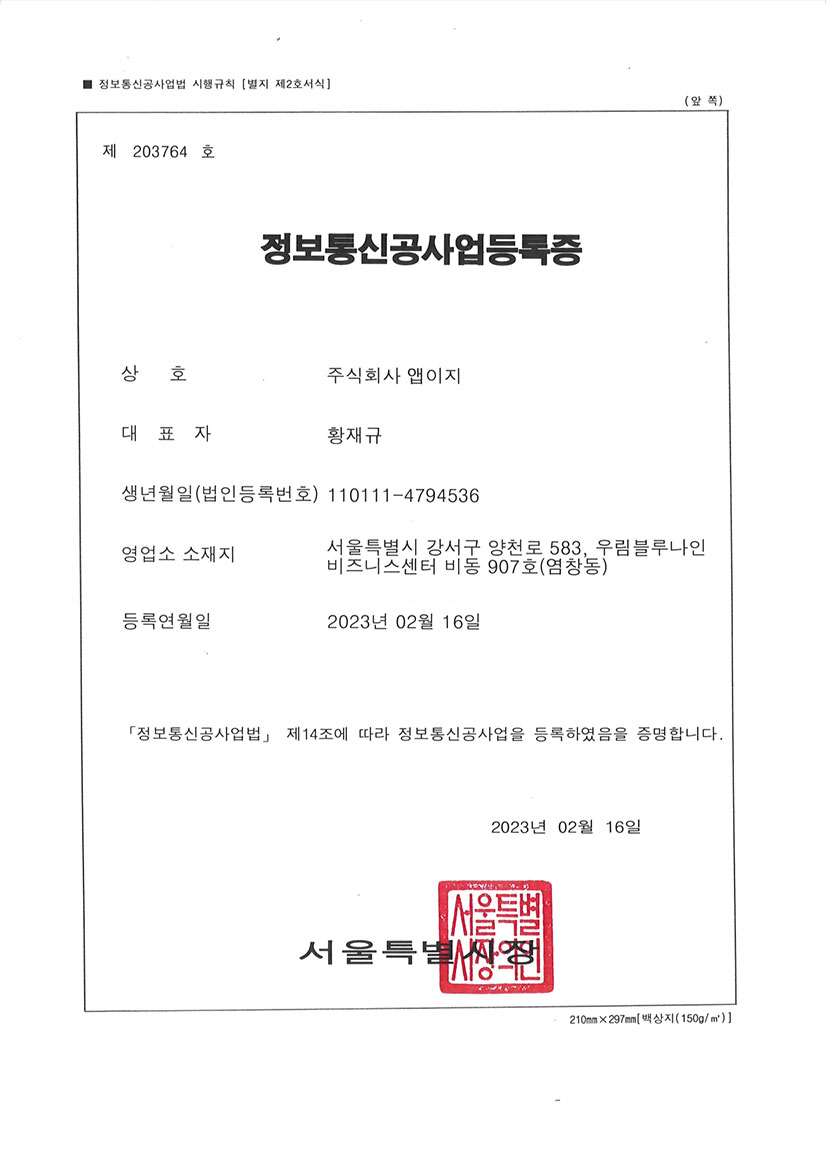 ■ 정보통신공사업법 시행규칙 [별지 제2호서식]
(앞 쪽)
제 203764 호
정보통신공사업등록증
상 호 주식회사 앱이지
대 표 자 황재규
생년월일(법인등록번호) 110111-4794536
영업소 소재지 서울특별시 강서구 양천로 583, 우림블루나인
비즈니스센터 비동 907호(염창동)
등록연월일 2023년 02월 16일
「정보통신공사업법」 제14조에 따라 정보통신공사업을 등록하였음을 증명합니다.
2023년 02월 16일
서울특별시장
서울특별
시장의인
210㎜×297㎜[백상지(150g/㎡)]